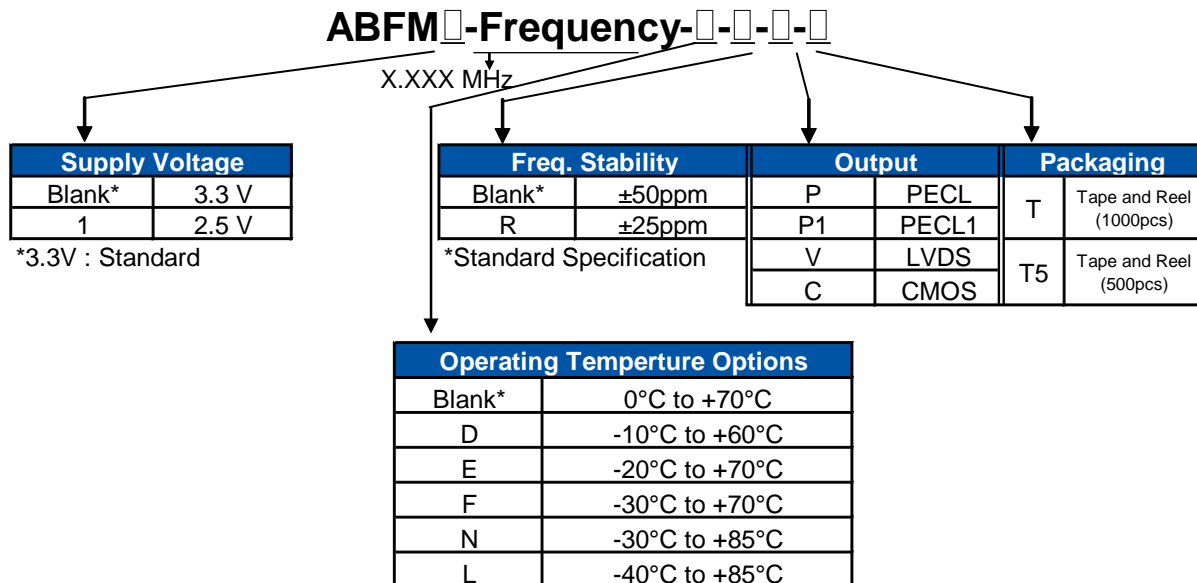 ABFM□-Frequency-□-□-□-□
X.XXX MHz
Supply Voltage
Blank* 3.3 V
1 2.5 V
*3.3V : Standard
Freq. Stability
Blank* ±50ppm
R ±25ppm
*Standard Specification
Output
P PECL
P1 PECL1
V LVDS
C CMOS
Packaging
T Tape and Reel
(1000pcs)
T5 Tape and Reel
(500pcs)
Operating Temperture Options
Blank* 0°C to +70°C
D -10°C to +60°C
E -20°C to +70°C
F -30°C to +70°C
N -30°C to +85°C
L -40°C to +85°C